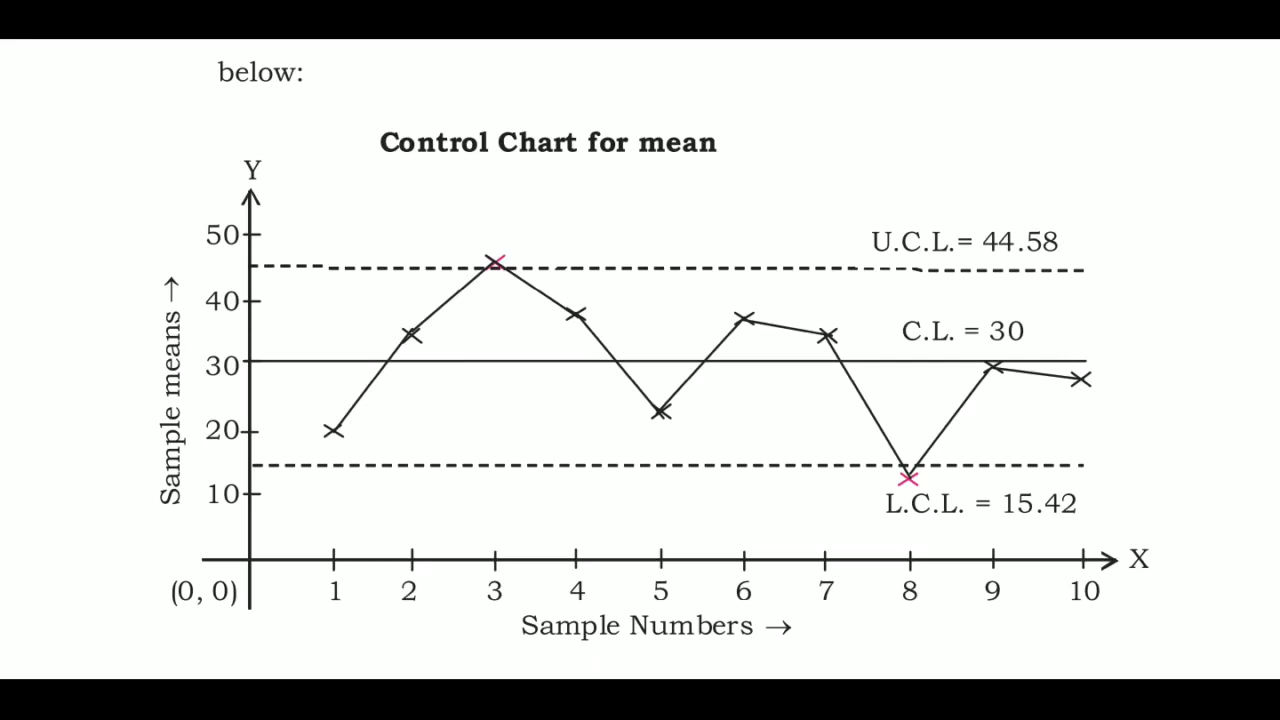 below:
Control Chart for mean
Y
50
U.C.L.= 44.58
40
C.L. = 30
30
Sample means →
20
10
L.C.L. = 15.42
X
(0, 0) 1 2 3 4 5 6 7 8 9 10
Sample Numbers →